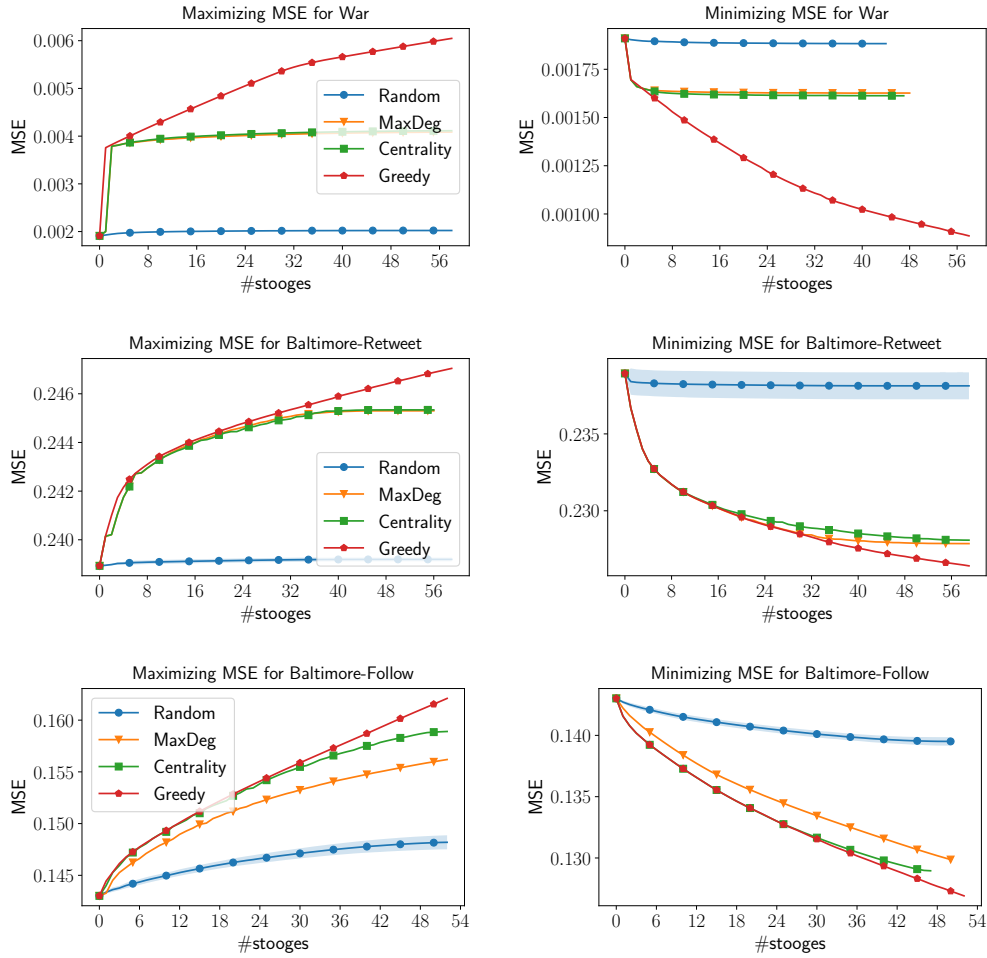 Maximizing MSE for War
0.006
0.005
0.004
0.003
0.002
MSE
Random
MaxDeg
Centrality
Greedy
0 8 16 24 32 40 48 56
#stooges
Minimizing MSE for War
0.00175
0.00150
0.00125
0.00100
MSE
0 8 16 24 32 40 48 56
#stooges
Maximizing MSE for Baltimore-Retweet
0.246
0.244
0.242
0.240
MSE
Random
MaxDeg
Centrality
Greedy
0 8 16 24 32 40 48 56
#stooges
Minimizing MSE for Baltimore-Retweet
0.235
0.230
MSE
0 8 16 24 32 40 48 56
#stooges
Maximizing MSE for Baltimore-Follow
0.160
0.155
0.150
0.145
MSE
Random
MaxDeg
Centrality
Greedy
0 6 12 18 24 30 36 42 48 54
#stooges
Minimizing MSE for Baltimore-Follow
0.140
0.135
0.130
MSE
0 6 12 18 24 30 36 42 48 54
#stooges